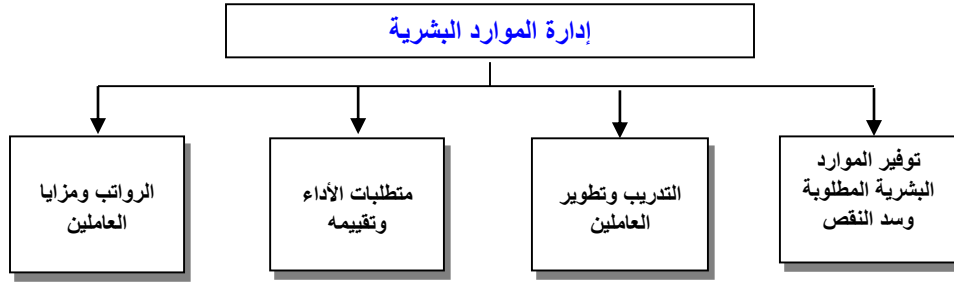 إدارة الموارد البشرية
توفير الموارد
البشرية المطلوبة
وسد النقص
التدريب وتطوير
العاملين
متطلبات الأداء
وتقييمه
الرواتب ومزايا
العاملين